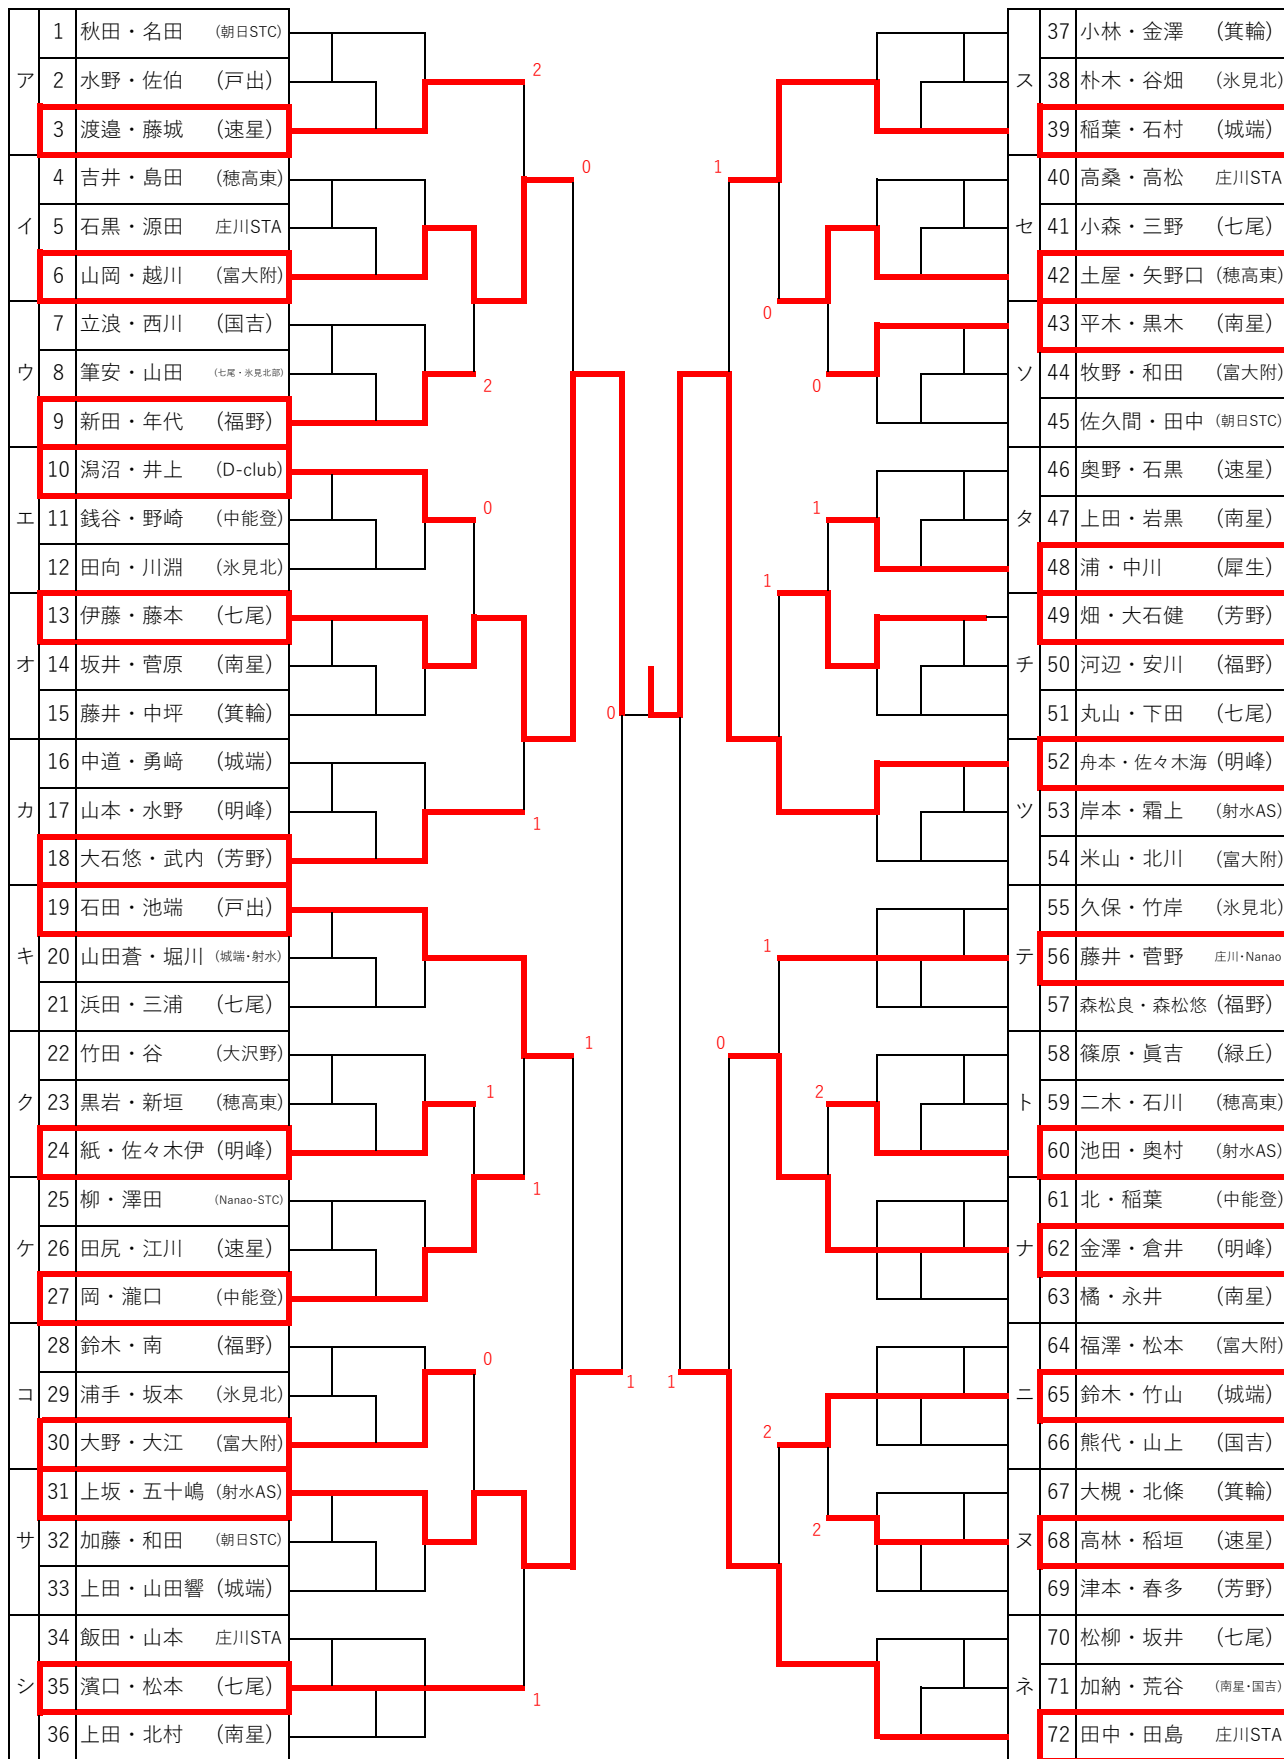 ア
1 秋田・名田 (朝日STC)
2 水野・佐伯 (戸出)
3 渡邉・藤城 (速星)
イ
4 吉井・島田 (穂高東)
5 石黒・源田 庄川STA
6 山岡・越川 (富大附)
ウ
7 立浪・西川 (国吉)
8 筆安・山田 (七尾・氷見北部)
9 新田・年代 (福野)
エ
10 潟沼・井上 (D-club)
11 銭谷・野崎 (中能登)
12 田向・川淵 (氷見北)
オ
13 伊藤・藤本 (七尾)
14 坂井・菅原 (南星)
15 藤井・中坪 (箕輪)
カ
16 中道・勇﨑 (城端)
17 山本・水野 (明峰)
18 大石悠・武内 (芳野)
キ
19 石田・池端 (戸出)
20 山田蒼・堀川 (城端・射水)
21 浜田・三浦 (七尾)
ク
22 竹田・谷 (大沢野)
23 黒岩・新垣 (穂高東)
24 紙・佐々木伊 (明峰)
ケ
25 柳・澤田 (Nanao-STC)
26 田尻・江川 (速星)
27 岡・瀧口 (中能登)
コ
28 鈴木・南 (福野)
29 浦手・坂本 (氷見北)
30 大野・大江 (富大附)
サ
31 上坂・五十嶋 (射水AS)
32 加藤・和田 (朝日STC)
33 上田・山田響 (城端)
シ
34 飯田・山本 庄川STA
35 濱口・松本 (七尾)
36 上田・北村 (南星)
2
0
2
0
1
1
1
1
0
1
0
1
1
1
0
0
1
1
1
0
2
2
2
ス
37 小林・金澤 (箕輪)
38 朴木・谷畑 (氷見北)
39 稲葉・石村 (城端)
セ
40 高桑・高松 庄川STA
41 小森・三野 (七尾)
42 土屋・矢野口 (穂高東)
ソ
43 平木・黒木 (南星)
44 牧野・和田 (富大附)
45 佐久間・田中 (朝日STC)
タ
46 奥野・石黒 (速星)
47 上田・岩黒 (南星)
48 浦・中川 (犀生)
チ
49 畑・大石健 (芳野)
50 河辺・安川 (福野)
51 丸山・下田 (七尾)
ツ
52 舟本・佐々木海 (明峰)
53 岸本・霜上 (射水AS)
54 米山・北川 (富大附)
テ
55 久保・竹岸 (氷見北)
56 藤井・菅野 庄川・Nanao
57 森松良・森松悠 (福野)
ト
58 篠原・眞吉 (緑丘)
59 二木・石川 (穂高東)
60 池田・奥村 (射水AS)
ナ
61 北・稲葉 (中能登)
62 金澤・倉井 (明峰)
63 橘・永井 (南星)
ニ
64 福澤・松本 (富大附)
65 鈴木・竹山 (城端)
66 熊代・山上 (国吉)
ヌ
67 大槻・北條 (箕輪)
68 高林・稲垣 (速星)
69 津本・春多 (芳野)
ネ
70 松柳・坂井 (七尾)
71 加納・荒谷 (南星・国吉)
72 田中・田島 庄川STA